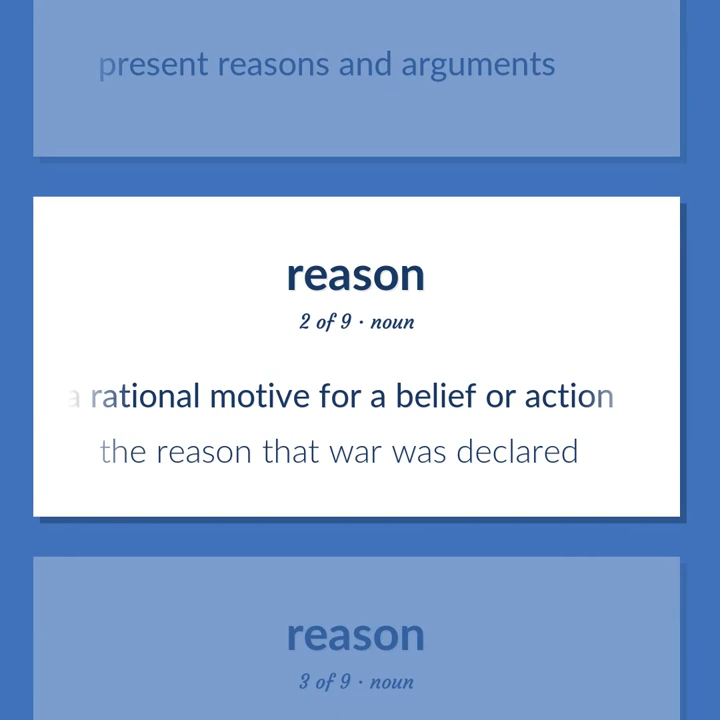 present reasons and arguments
reason
2 of 9 · noun
a rational motive for a belief or action
the reason that war was declared
reason
3 of 9 · noun